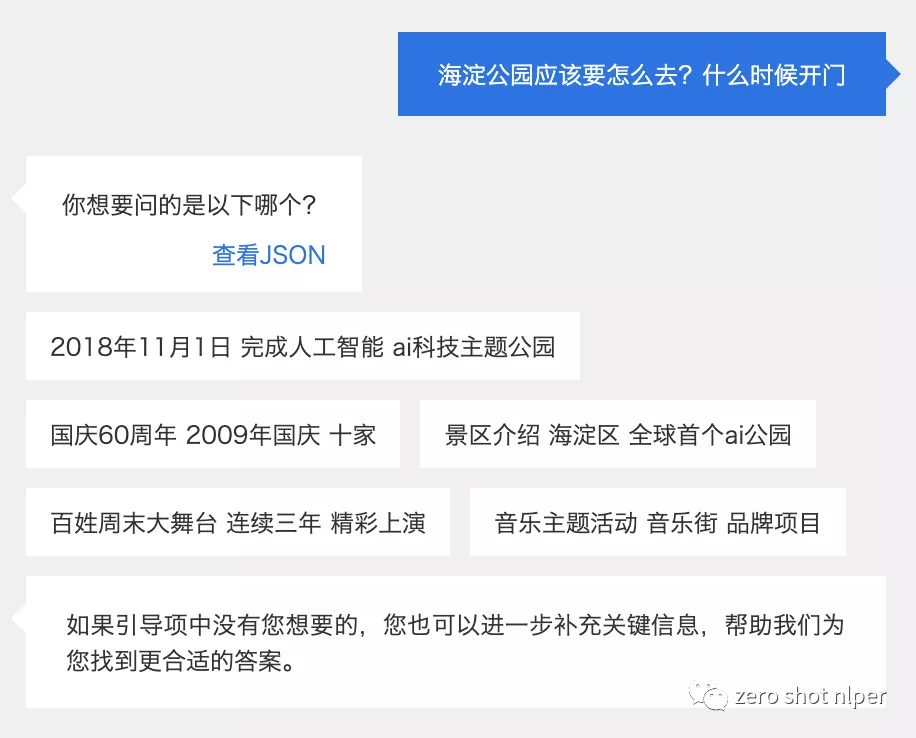 海淀公园应该要怎么去？什么时候开门
你想要问的是以下哪个？
查看JSON
2018年11月1日 完成人工智能 ai科技主题公园
国庆60周年 2009年国庆 十家
景区介绍 海淀区 全球首个ai公园
百姓周末大舞台 连续三年 精彩上演
音乐主题活动 音乐街 品牌项目
如果引导项中没有您想要的，您也可以进一步补充关键信息，帮助我们为
您找到更合适的答案。
zero shot nlper